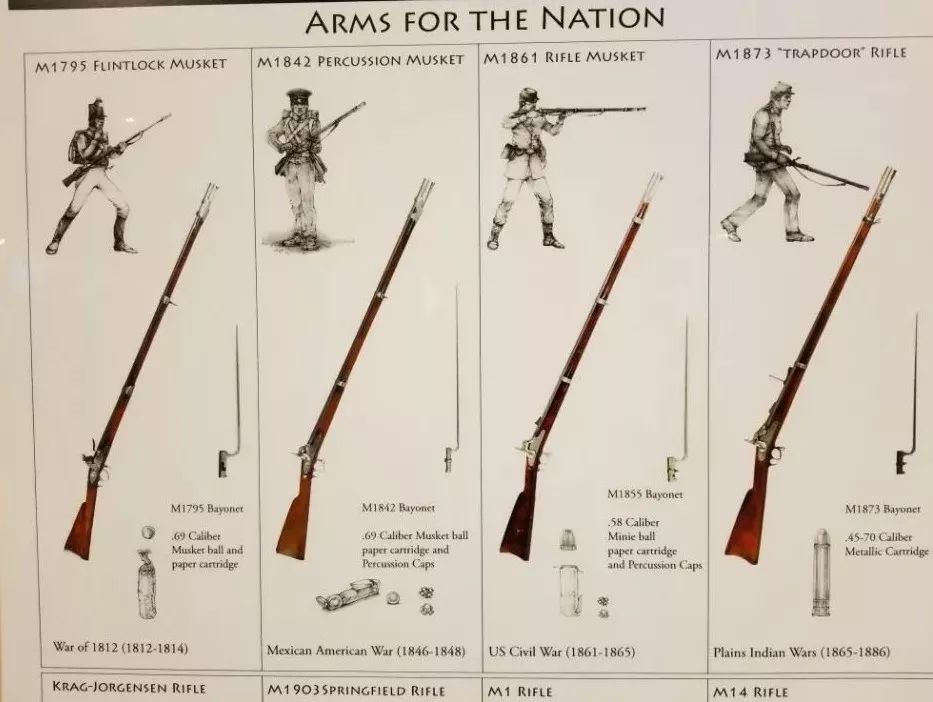 ARMS FOR THE NATION
M1795 FLINTLOCK MUSKET
M1795 Bayonet
.69 Caliber
Musket ball and
paper cartridge
War of 1812 (1812-1814)
M1842 PERCUSSION MUSKET
M1842 Bayonet
.69 Caliber Musket ball
paper cartridge and
Percussion Caps
Mexican American War (1846-1848)
M1861 RIFLE MUSKET
M1855 Bayonet
.58 Caliber
Minie ball
paper cartridge
and Percussion Caps
US Civil War (1861-1865)
M1873 "TRAPDOOR" RIFLE
M1873 Bayonet
.45-70 Caliber
Metallic Cartridge
Plains Indian Wars (1865-1886)
KRAG-JORGENSEN RIFLE
M1903 SPRINGFIELD RIFLE
M1 RIFLE
M14 RIFLE